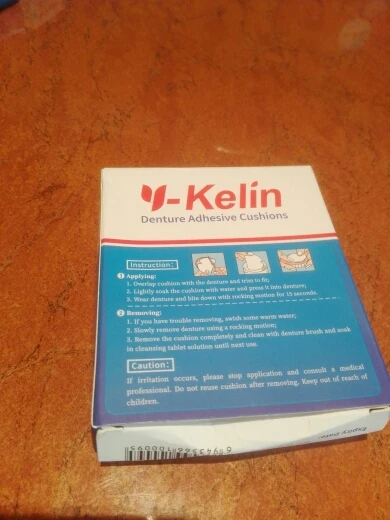 Y-Kelin
Denture Adhesive Cushions
Instruction:
1 Applying:
1. Overlap cushion with the denture and trim to fit;
2. Lightly soak the cushion with water and press it into denture;
3. Wear denture and bite down with rocking motion for 15 seconds.
2 Removing:
1. If you have trouble removing, swish some warm water;
2. Slowly remove denture using a rocking motion;
3. Remove the cushion completely and clean with denture brush and soak
in cleansing tablet solution until next use.
Caution:
If irritation occurs, please stop application and consult a medical
professional. Do not reuse cushion after removing. Keep out of reach of
children.
Expiry Date: